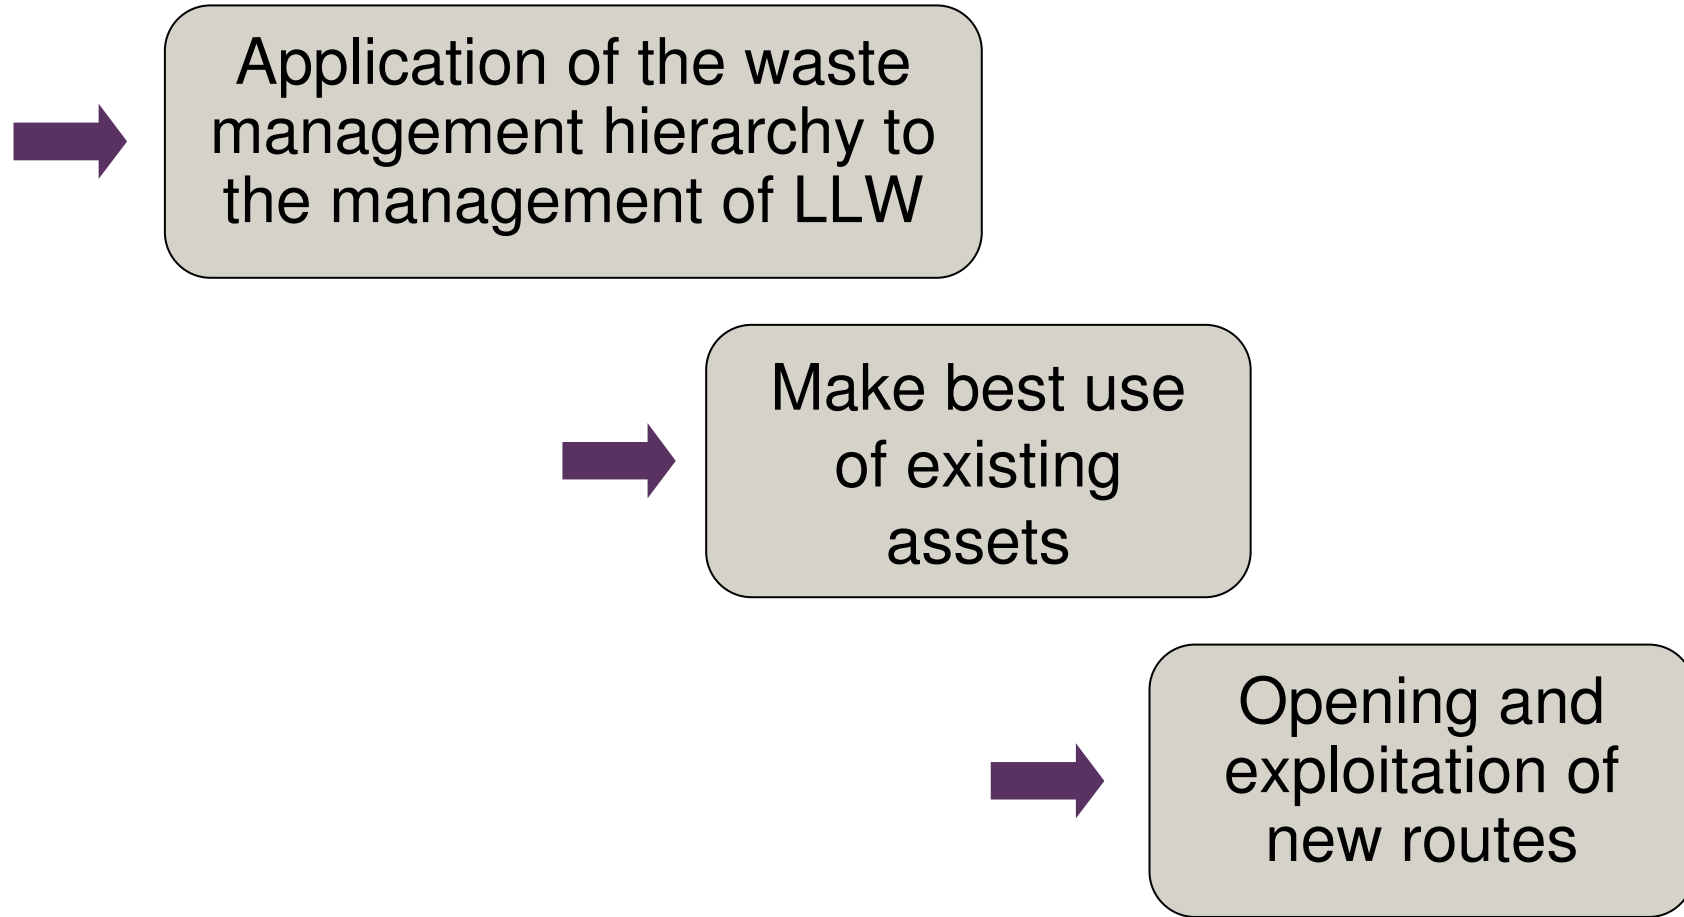 Application of the waste
management hierarchy to
the management of LLW
Make best use
of existing
assets
Opening and
exploitation of
new routes